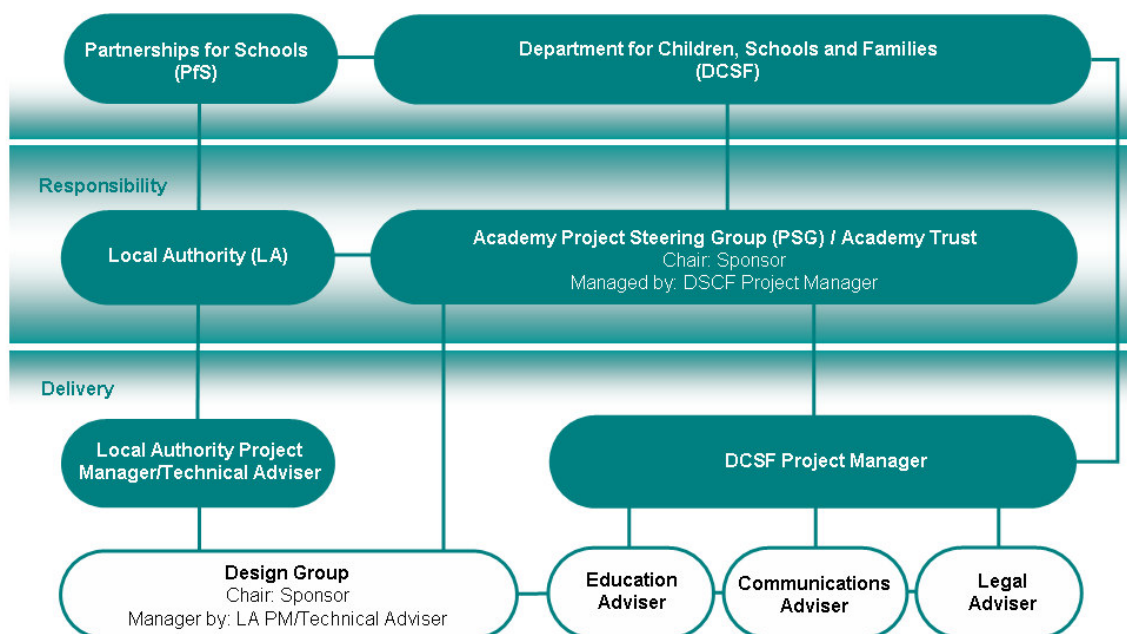 Partnerships for Schools
(PfS)
Department for Children, Schools and Families
(DCSF)
Responsibility
Local Authority (LA)
Academy Project Steering Group (PSG) / Academy Trust
Chair: Sponsor
Managed by: DSCF Project Manager
Delivery
Local Authority Project
Manager/Technical Adviser
DCSF Project Manager
Design Group
Chair: Sponsor
Manager by: LA PM/Technical Adviser
Education
Adviser
Communications
Adviser
Legal
Adviser